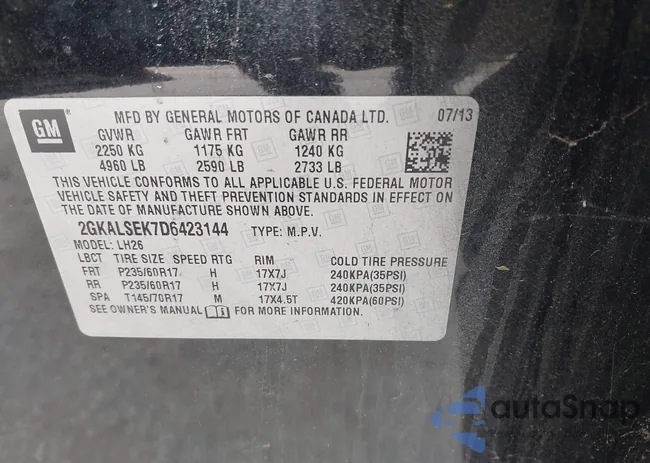 GM
MFD BY GENERAL MOTORS OF CANADA LTD. 07/13
GVWR GAWR FRT GAWR RR
2250 KG 1175 KG 1240 KG
4960 LB 2590 LB 2733 LB
THIS VEHICLE CONFORMS TO ALL APPLICABLE U.S. FEDERAL MOTOR
VEHICLE SAFETY AND THEFT PREVENTION STANDARDS IN EFFECT ON
THE DATE OF MANUFACTURE SHOWN ABOVE.
2GKALSEK7D6423144 TYPE: M.P.V.
MODEL: LH26
LBCT TIRE SIZE SPEED RTG RIM COLD TIRE PRESSURE
FRT P235/60R17 H 17X7J 240KPA(35PSI)
RR P235/60R17 H 17X7J 240KPA(35PSI)
SPA T145/70R17 M 17X4.5T 420KPA(60PSI)
SEE OWNER'S MANUAL FOR MORE INFORMATION.
autoSnap